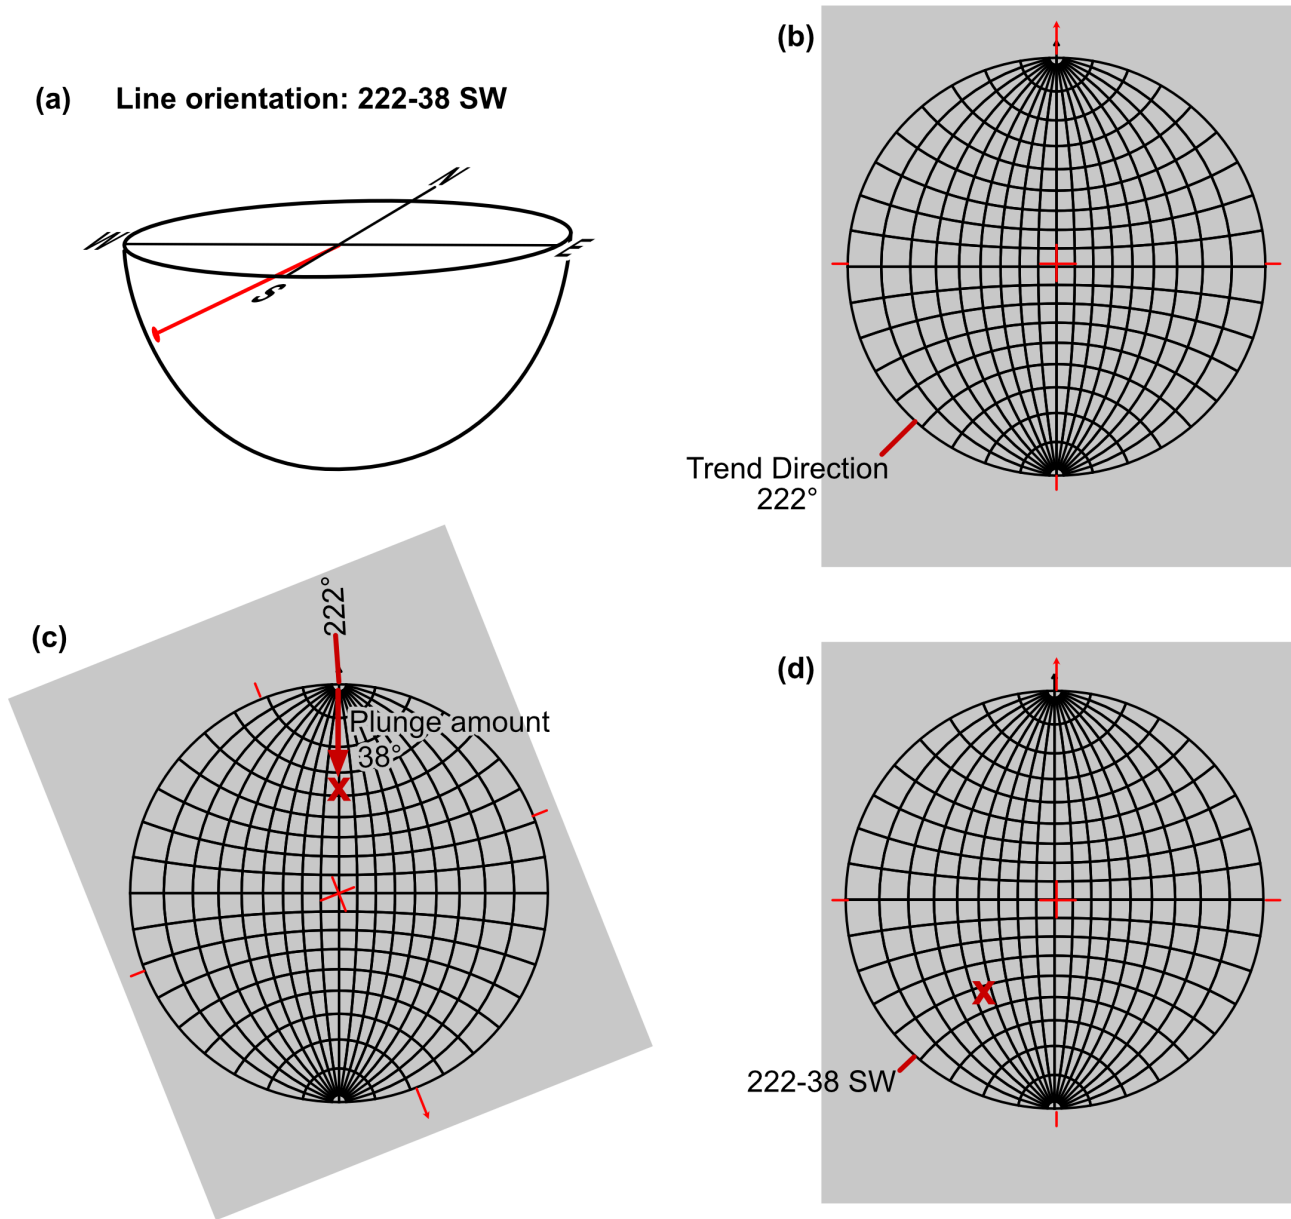 (a) Line orientation: 222-38 SW
N
W
E
S
(b)
Trend Direction
222°
(c)
222°
Plunge amount
38°
X
(d)
X
222-38 SW